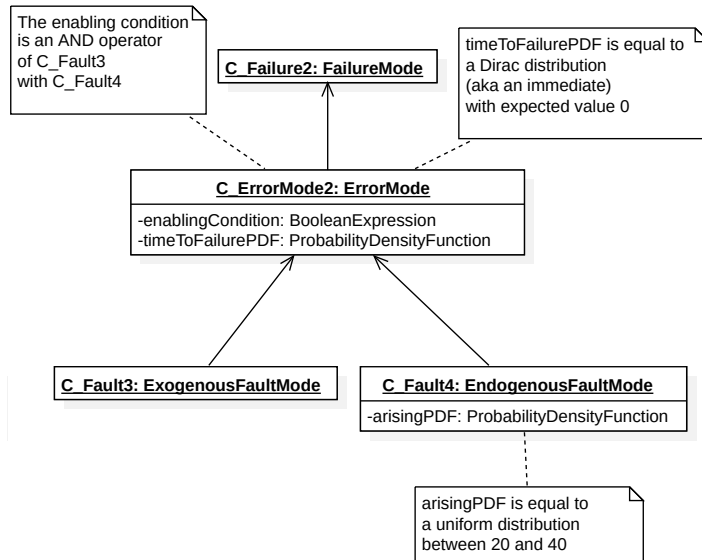 The enabling condition
is an AND operator
of C_Fault3
with C_Fault4
C_Failure2: FailureMode
timeToFailurePDF is equal to
a Dirac distribution
(aka an immediate)
with expected value 0
C_ErrorMode2: ErrorMode
-enablingCondition: BooleanExpression
-timeToFailurePDF: ProbabilityDensityFunction
C_Fault3: ExogenousFaultMode
C_Fault4: EndogenousFaultMode
-arisingPDF: ProbabilityDensityFunction
arisingPDF is equal to
a uniform distribution
between 20 and 40